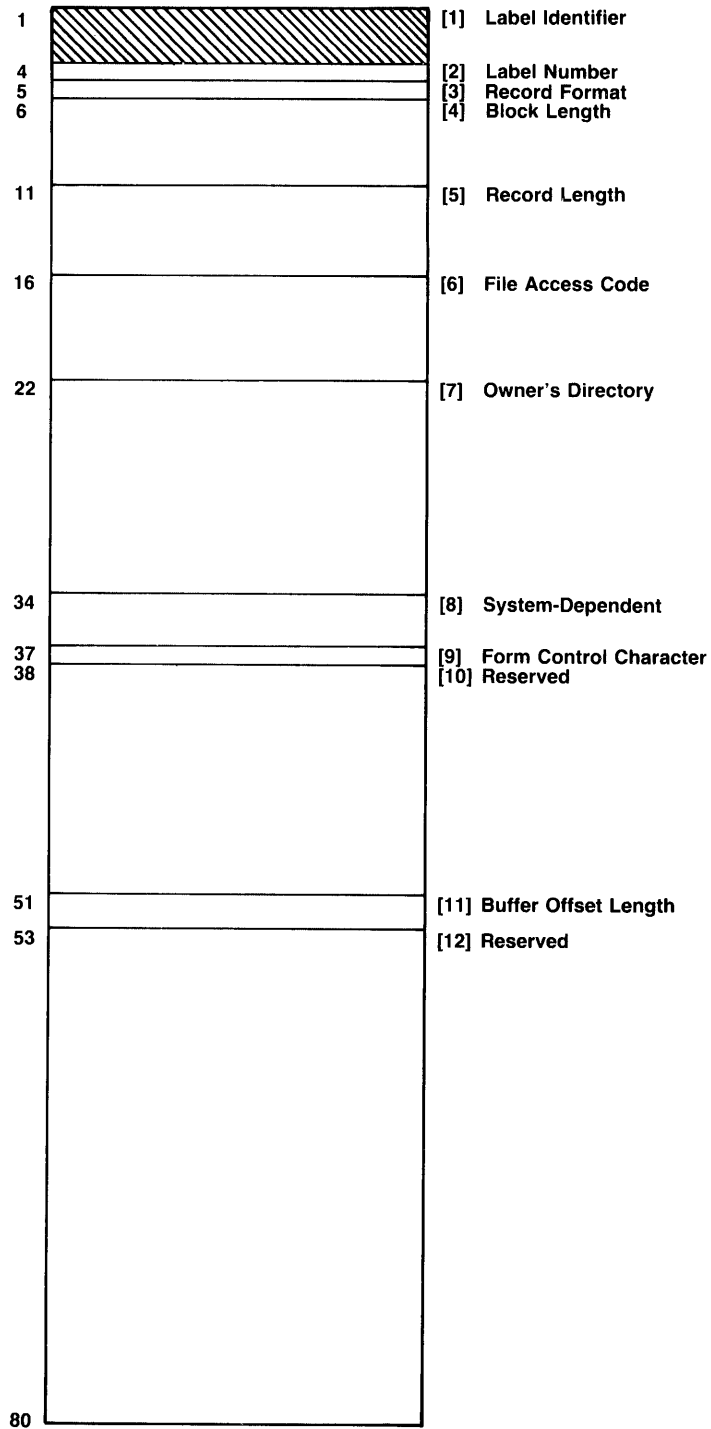 1 [1] Label Identifier
4 [2] Label Number
5 [3] Record Format
6 [4] Block Length
11 [5] Record Length
16 [6] File Access Code
22 [7] Owner's Directory
34 [8] System-Dependent
37 [9] Form Control Character
38 [10] Reserved
51 [11] Buffer Offset Length
53 [12] Reserved
80